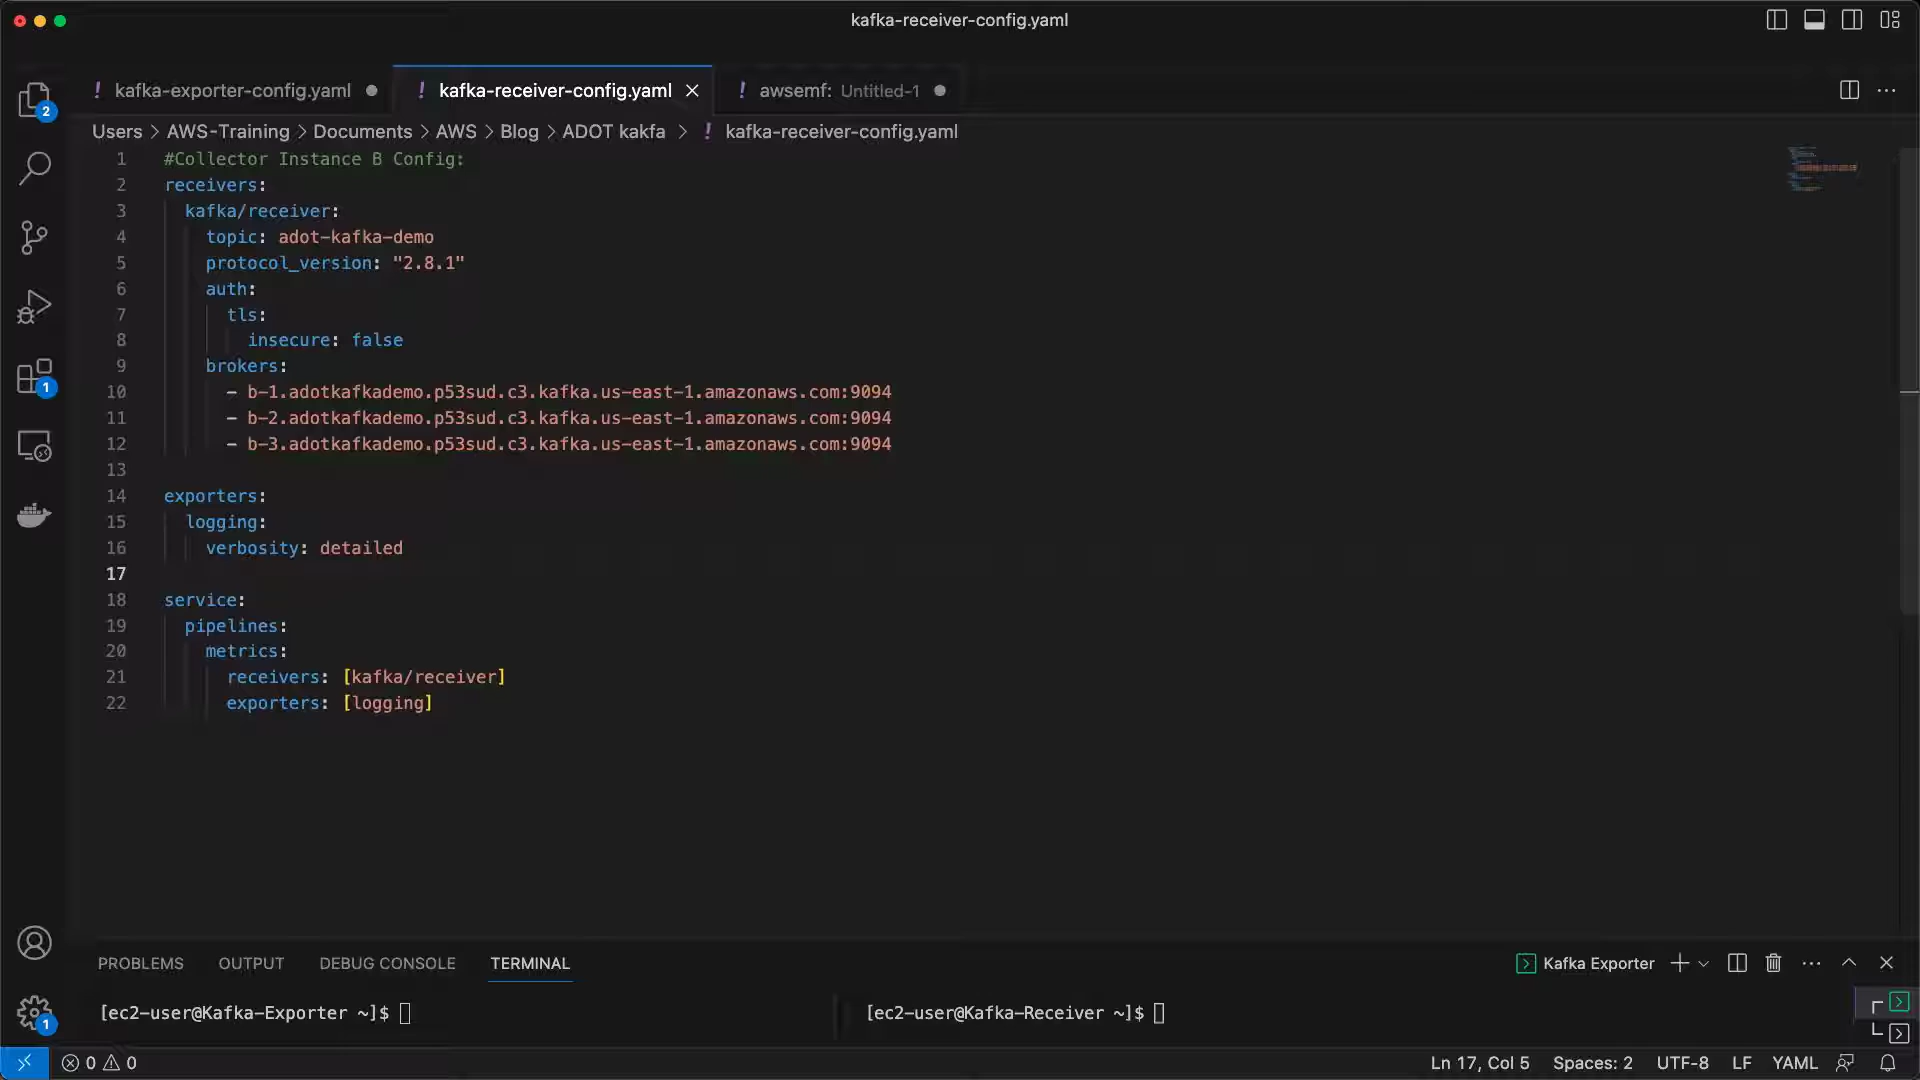 kafka-receiver-config.yaml
! kafka-exporter-config.yaml
! kafka-receiver-config.yaml
! awsemf: Untitled-1
Users > AWS-Training > Documents > AWS > Blog > ADOT kakfa > ! kafka-receiver-config.yaml
1 #Collector Instance B Config:
2 receivers:
3 kafka/receiver:
4 topic: adot-kafka-demo
5 protocol_version: "2.8.1"
6 auth:
7 tls:
8 insecure: false
9 brokers:
10 - b-1.adotkafkademo.p53sud.c3.kafka.us-east-1.amazonaws.com:9094
11 - b-2.adotkafkademo.p53sud.c3.kafka.us-east-1.amazonaws.com:9094
12 - b-3.adotkafkademo.p53sud.c3.kafka.us-east-1.amazonaws.com:9094
13
14 exporters:
15 logging:
16 verbosity: detailed
17
18 service:
19 pipelines:
20 metrics:
21 receivers: [kafka/receiver]
22 exporters: [logging]
2
1
1
PROBLEMS OUTPUT DEBUG CONSOLE TERMINAL
Kafka Exporter
[ec2-user@Kafka-Exporter ~]$
[ec2-user@Kafka-Receiver ~]$
0 0
Ln 17, Col 5 Spaces: 2 UTF-8 LF YAML